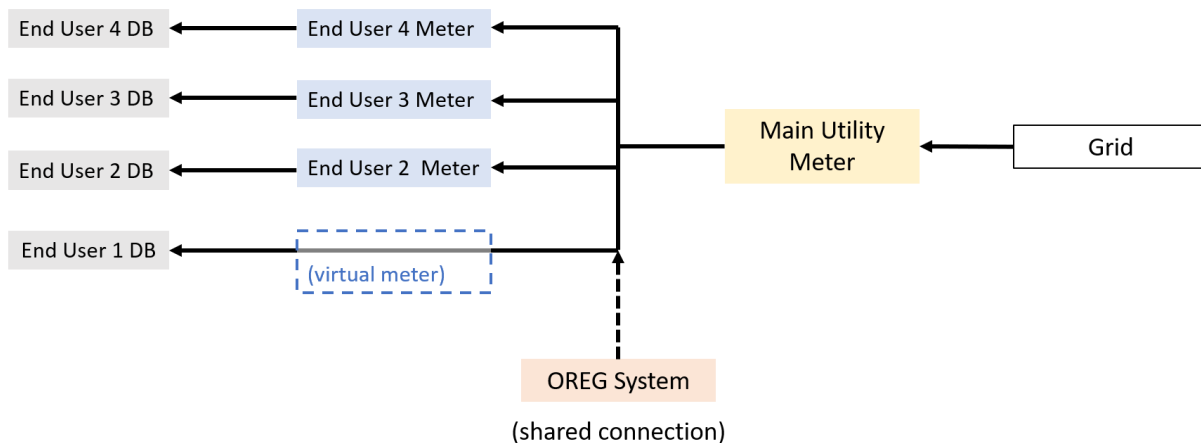 End User 4 DB
End User 4 Meter
End User 3 DB
End User 3 Meter
Main Utility
Meter
Grid
End User 2 DB
End User 2  Meter
End User 1 DB
(virtual meter)
OREG System
(shared connection)